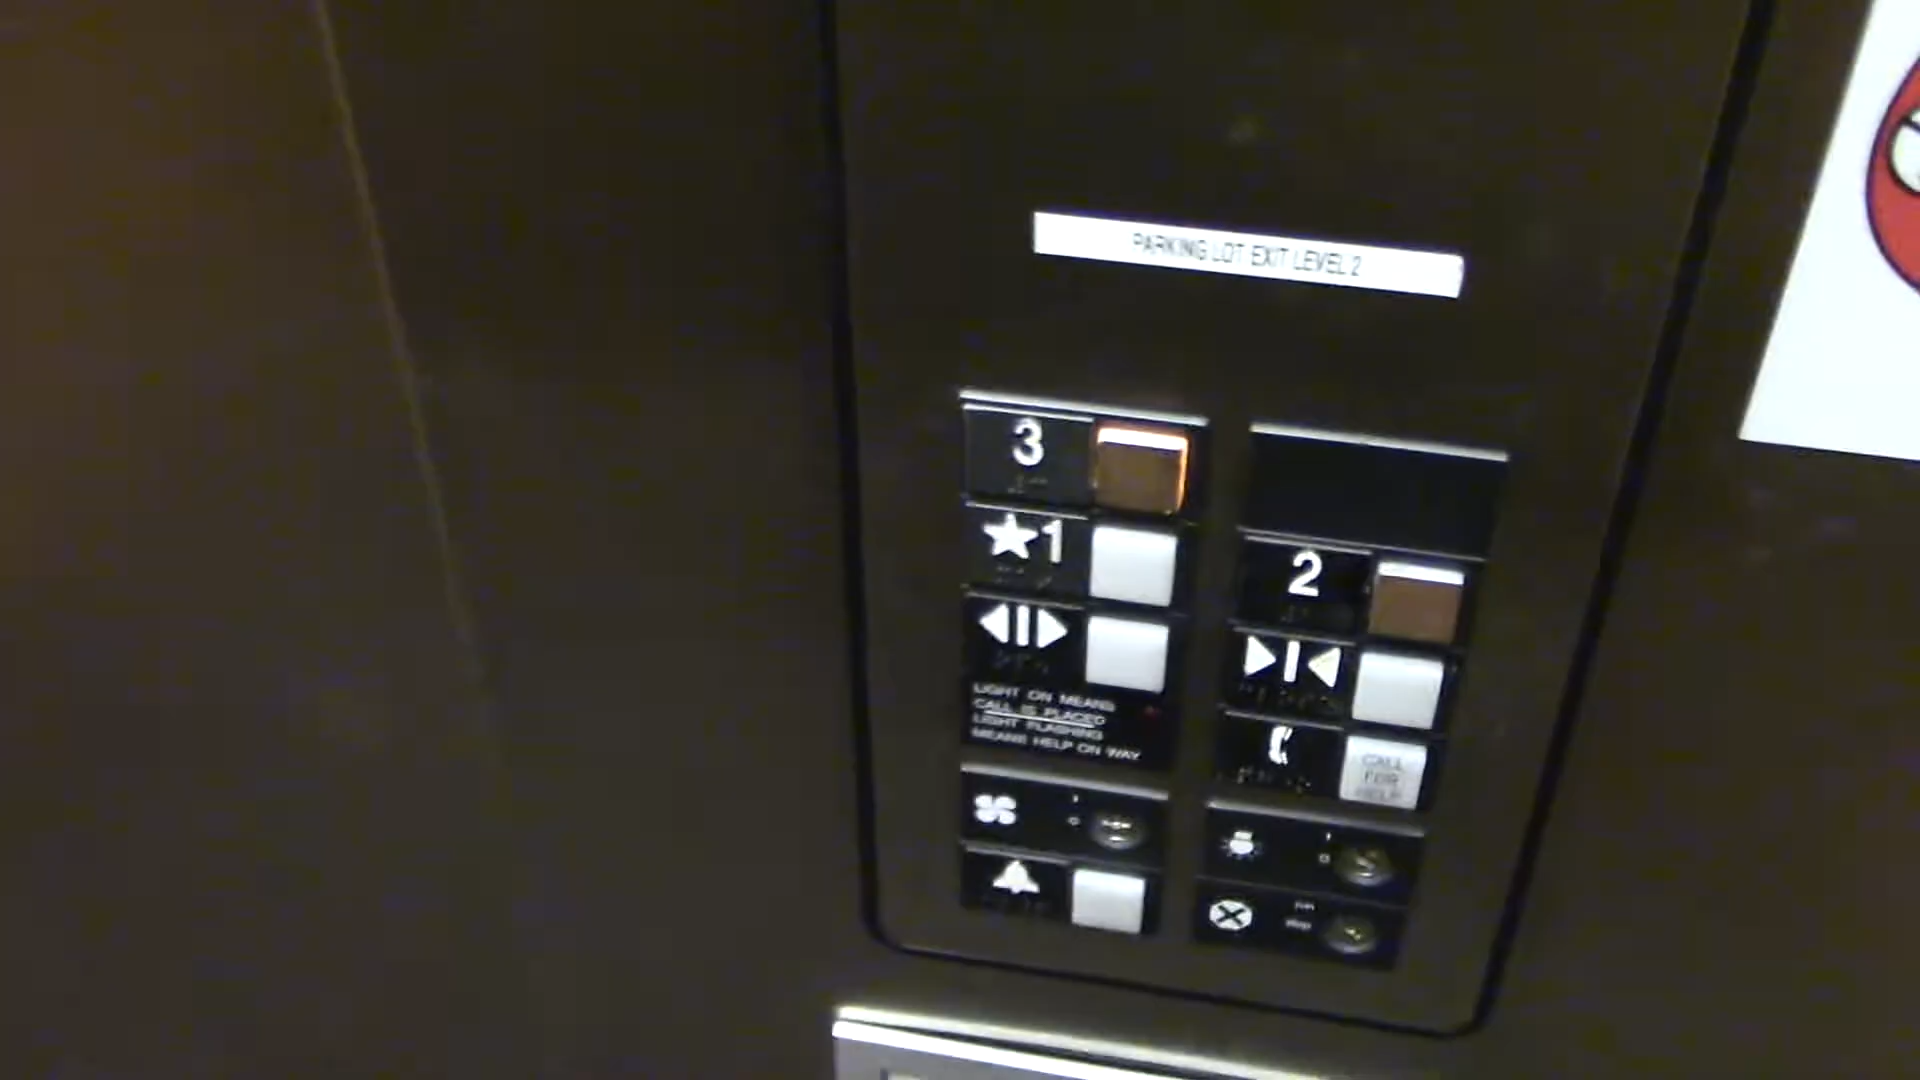 PARKING LOT EXIT LEVEL 2
3
★1
2
LIGHT ON MEANS
CALL IS PLACED
LIGHT FLASHING
MEANS HELP ON WAY
CALL
FOR
HELP